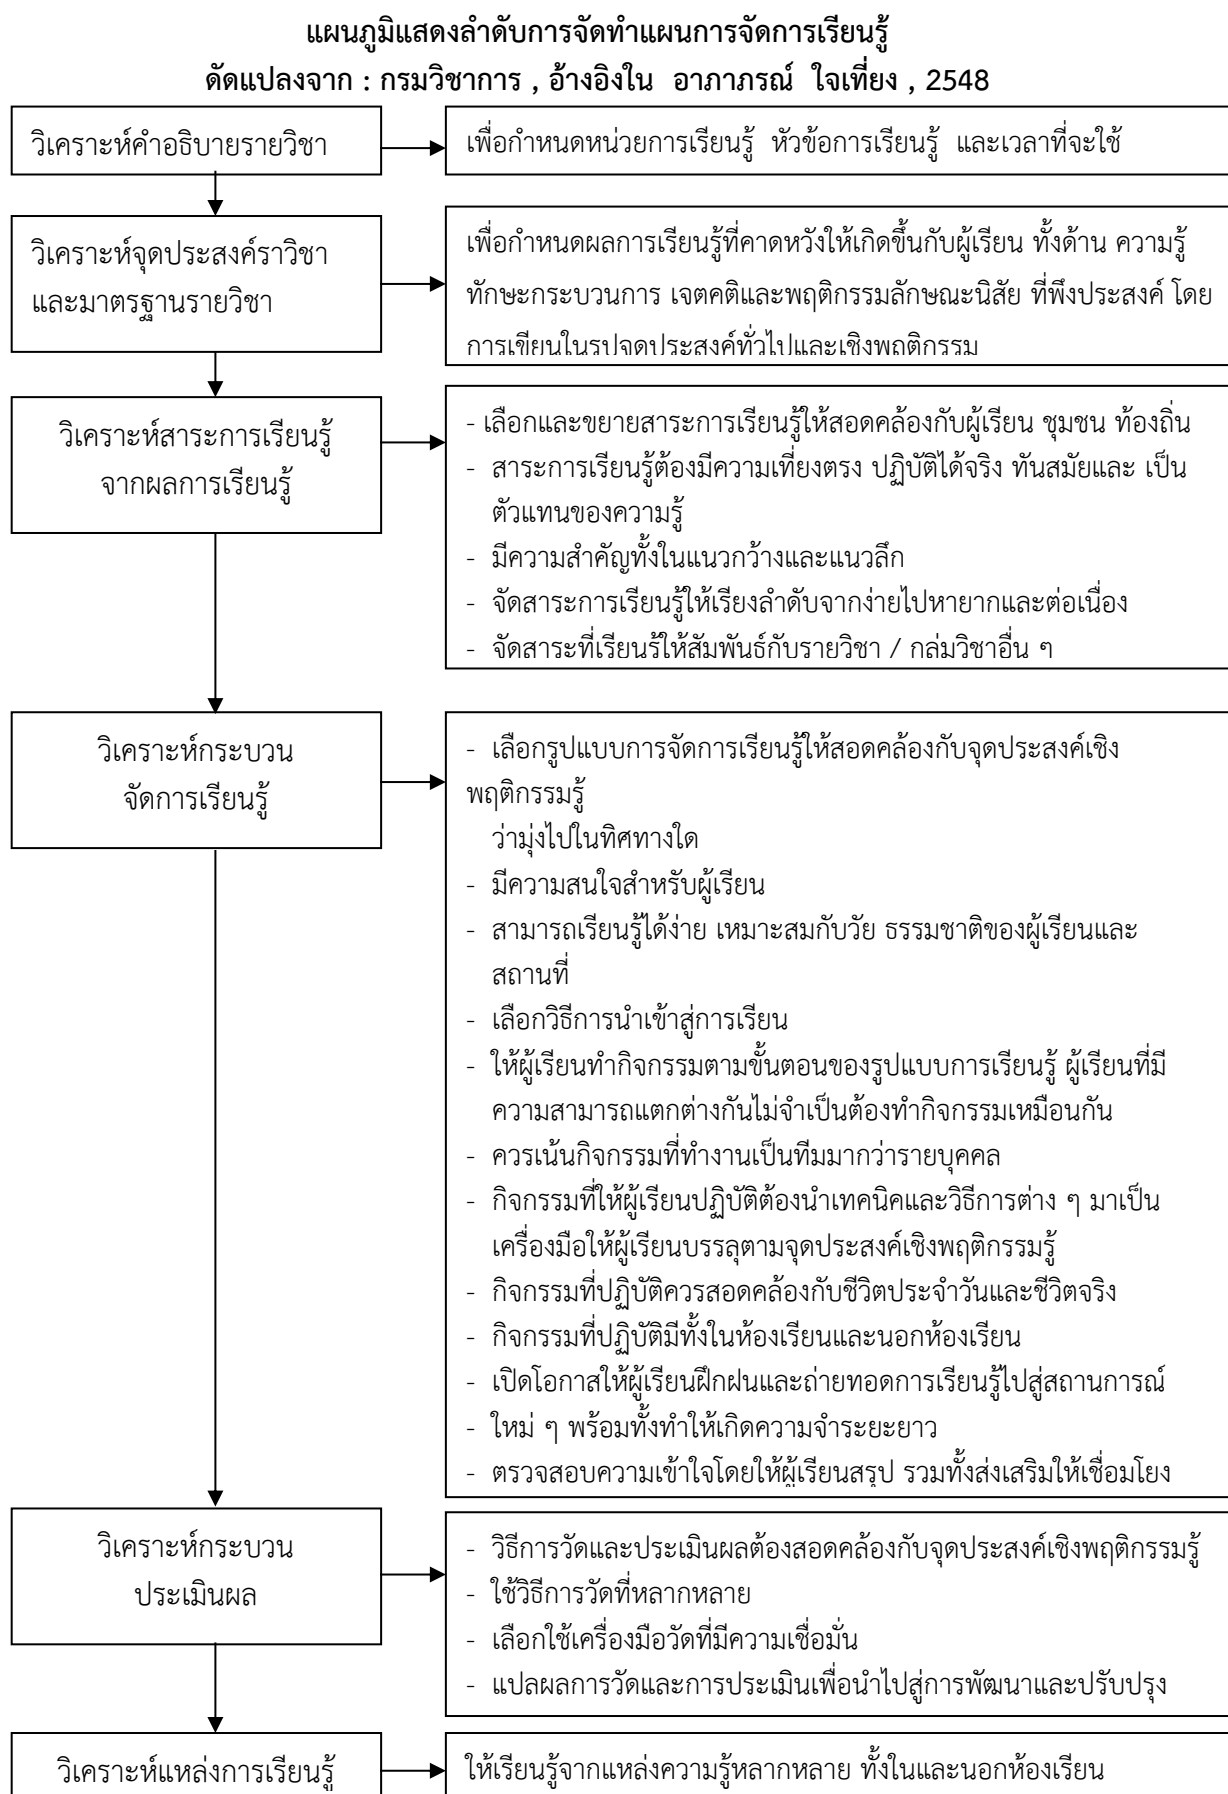 แผนภูมิแสดงลำดับการจัดทำแผนการจัดการเรียนรู้
ดัดแปลงจาก : กรมวิชาการ , อ้างอิงใน อาภาภรณ์ ใจเที่ยง , 2548
วิเคราะห์คำอธิบายรายวิชา
เพื่อกำหนดหน่วยการเรียนรู้ หัวข้อการเรียนรู้ และเวลาที่จะใช้
วิเคราะห์จุดประสงค์ราวิชา
และมาตรฐานรายวิชา
เพื่อกำหนดผลการเรียนรู้ที่คาดหวังให้เกิดขึ้นกับผู้เรียน ทั้งด้าน ความรู้
ทักษะกระบวนการ เจตคติและพฤติกรรมลักษณะนิสัย ที่พึงประสงค์ โดย
การเขียนในรูปจุดประสงค์ทั่วไปและเชิงพฤติกรรม
วิเคราะห์สาระการเรียนรู้
จากผลการเรียนรู้
- เลือกและขยายสาระการเรียนรู้ให้สอดคล้องกับผู้เรียน ชุมชน ท้องถิ่น
- สาระการเรียนรู้ต้องมีความเที่ยงตรง ปฏิบัติได้จริง ทันสมัยและ เป็น
ตัวแทนของความรู้
- มีความสำคัญทั้งในแนวกว้างและแนวลึก
- จัดสาระการเรียนรู้ให้เรียงลำดับจากง่ายไปหายากและต่อเนื่อง
- จัดสาระที่เรียนรู้ให้สัมพันธ์กับรายวิชา / กลุ่มวิชาอื่น ๆ
วิเคราะห์กระบวน
จัดการเรียนรู้
- เลือกรูปแบบการจัดการเรียนรู้ให้สอดคล้องกับจุดประสงค์เชิง
พฤติกรรมรู้
ว่ามุ่งไปในทิศทางใด
- มีความสนใจสำหรับผู้เรียน
- สามารถเรียนรู้ได้ง่าย เหมาะสมกับวัย ธรรมชาติของผู้เรียนและ
สถานที่
- เลือกวิธีการนำเข้าสู่การเรียน
- ให้ผู้เรียนทำกิจกรรมตามขั้นตอนของรูปแบบการเรียนรู้ ผู้เรียนที่มี
ความสามารถแตกต่างกันไม่จำเป็นต้องทำกิจกรรมเหมือนกัน
- ควรเน้นกิจกรรมที่ทำงานเป็นทีมมากว่ารายบุคคล
- กิจกรรมที่ให้ผู้เรียนปฏิบัติต้องนำเทคนิคและวิธีการต่าง ๆ มาเป็น
เครื่องมือให้ผู้เรียนบรรลุตามจุดประสงค์เชิงพฤติกรรมรู้
- กิจกรรมที่ปฏิบัติควรสอดคล้องกับชีวิตประจำวันและชีวิตจริง
- กิจกรรมที่ปฏิบัติมีทั้งในห้องเรียนและนอกห้องเรียน
- เปิดโอกาสให้ผู้เรียนฝึกฝนและถ่ายทอดการเรียนรู้ไปสู่สถานการณ์
- ใหม่ ๆ พร้อมทั้งทำให้เกิดความจำระยะยาว
- ตรวจสอบความเข้าใจโดยให้ผู้เรียนสรุป รวมทั้งส่งเสริมให้เชื่อมโยง
วิเคราะห์กระบวน
ประเมินผล
- วิธีการวัดและประเมินผลต้องสอดคล้องกับจุดประสงค์เชิงพฤติกรรมรู้
- ใช้วิธีการวัดที่หลากหลาย
- เลือกใช้เครื่องมือวัดที่มีความเชื่อมั่น
- แปลผลการวัดและการประเมินเพื่อนำไปสู่การพัฒนาและปรับปรุง
วิเคราะห์แหล่งการเรียนรู้
ให้เรียนรู้จากแหล่งความรู้หลากหลาย ทั้งในและนอกห้องเรียน